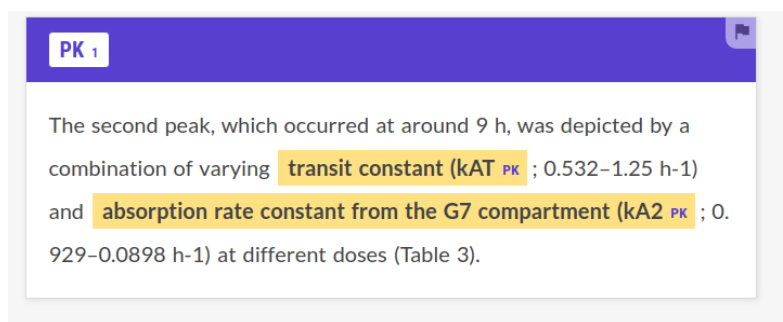 PK 1
The second peak, which occurred at around 9 h, was depicted by a
combination of varying transit constant (kAT PK ; 0.532–1.25 h-1)
and absorption rate constant from the G7 compartment (kA2 PK ; 0.
929–0.0898 h-1) at different doses (Table 3).